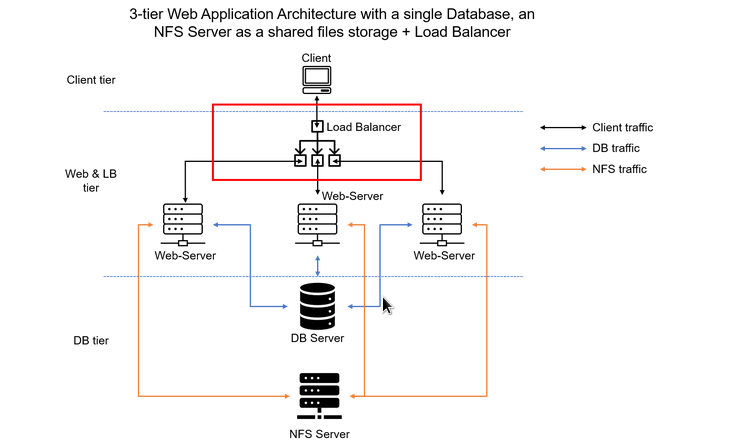 3-tier Web Application Architecture with a single Database, an
NFS Server as a shared files storage + Load Balancer
Client
Client tier
Load Balancer
Client traffic
DB traffic
NFS traffic
Web & LB
tier
Web-Server
Web-Server
Web-Server
DB Server
DB tier
NFS Server